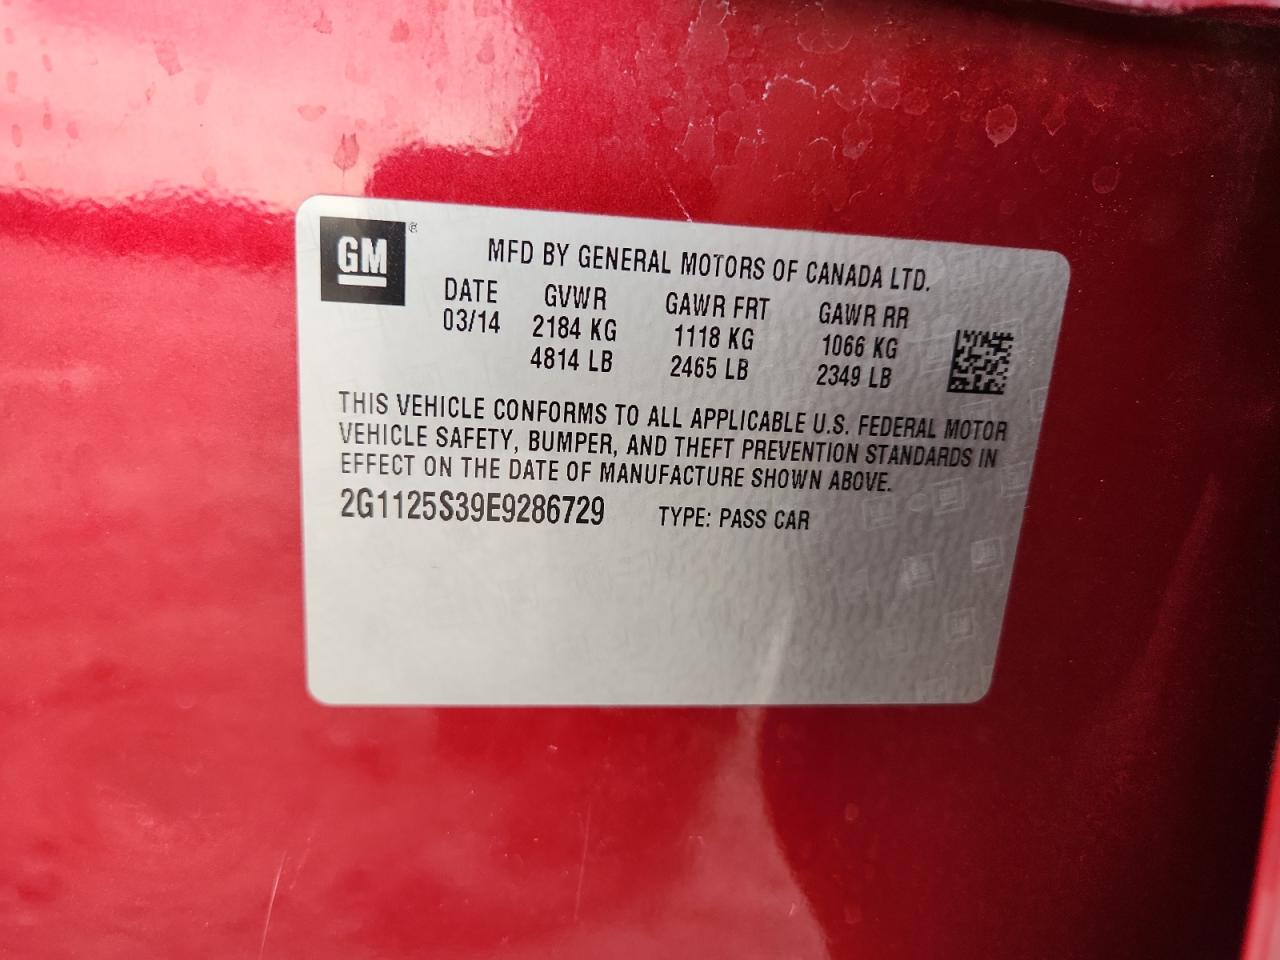 GM®
MFD BY GENERAL MOTORS OF CANADA LTD.
DATE GVWR GAWR FRT GAWR RR
03/14 2184 KG 1118 KG 1066 KG
4814 LB 2465 LB 2349 LB
THIS VEHICLE CONFORMS TO ALL APPLICABLE U.S. FEDERAL MOTOR
VEHICLE SAFETY, BUMPER, AND THEFT PREVENTION STANDARDS IN
EFFECT ON THE DATE OF MANUFACTURE SHOWN ABOVE.
2G1125S39E9286729 TYPE: PASS CAR